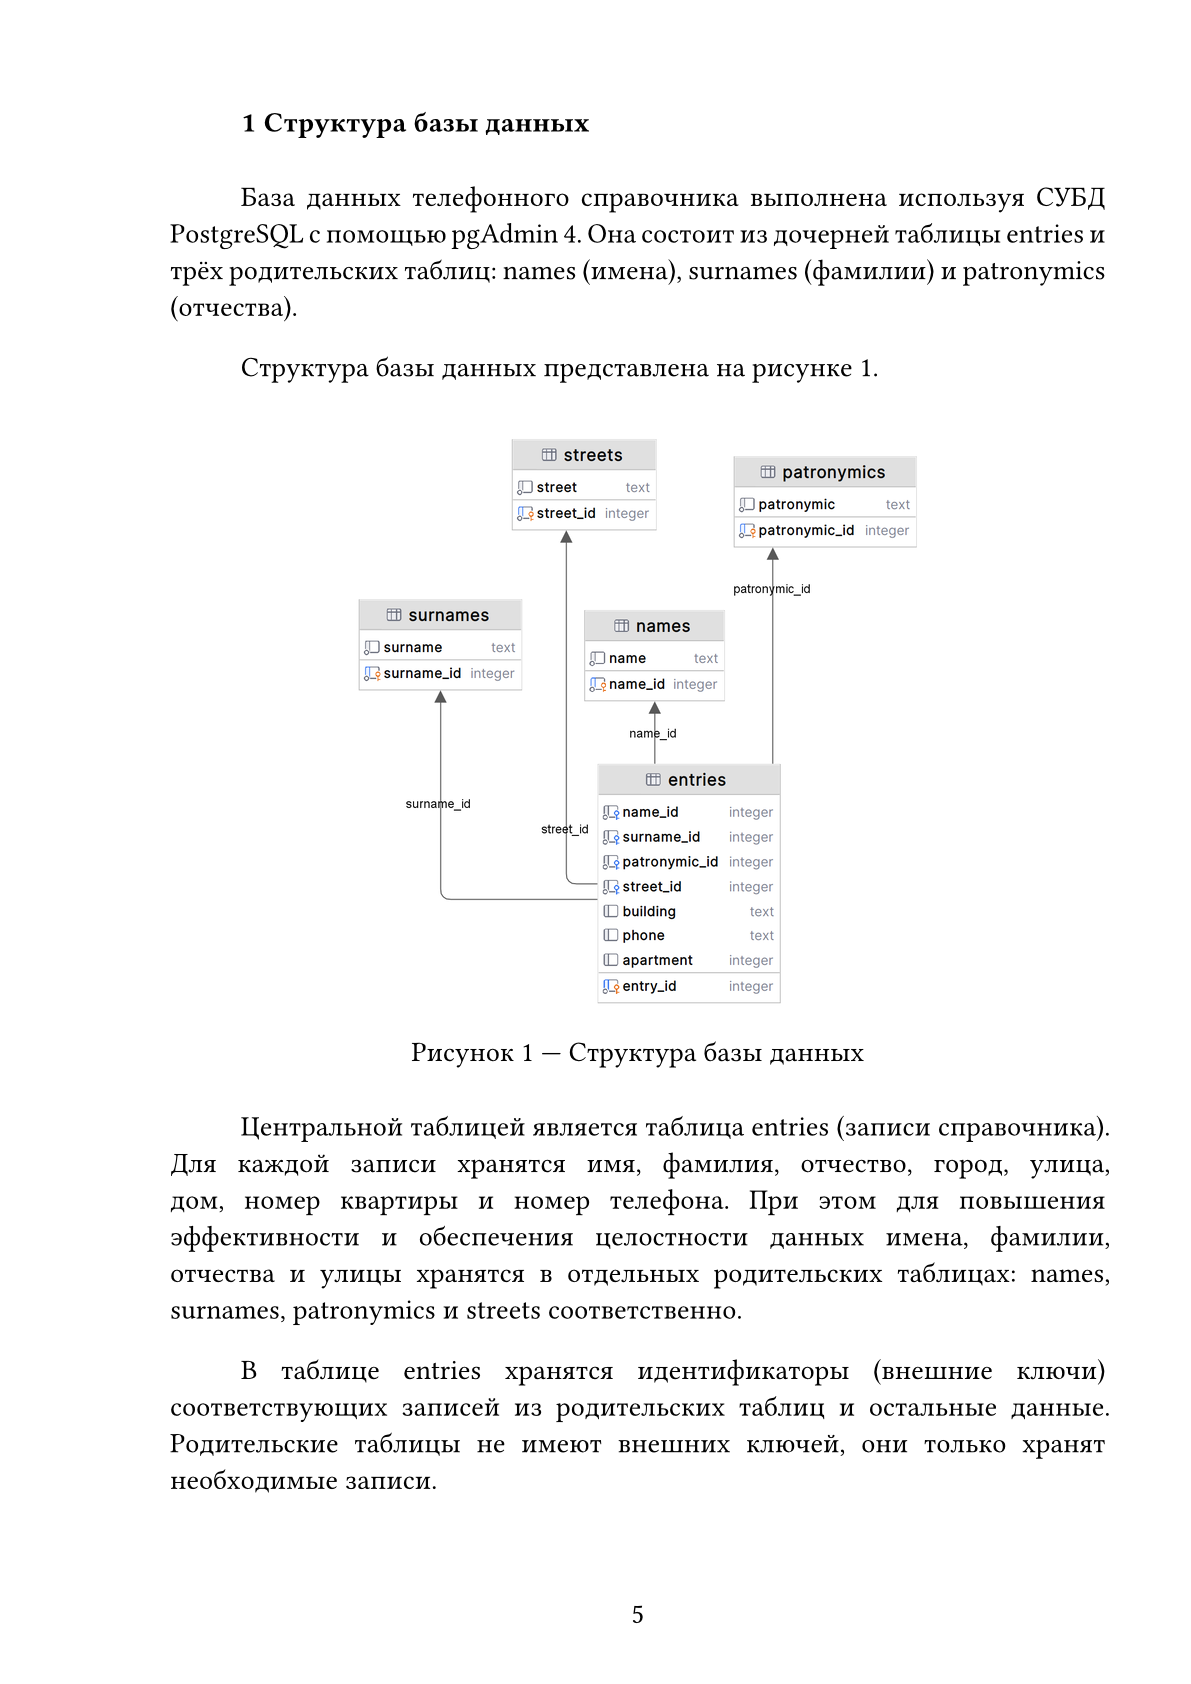 1 Структура базы данных
База данных телефонного справочника выполнена используя СУБД
PostgreSQL с помощью pgAdmin 4. Она состоит из дочерней таблицы entries и
трёх родительских таблиц: names (имена), surnames (фамилии) и patronymics
(отчества).
Структура базы данных представлена на рисунке 1.
streets
street text
street_id integer
patronymics
patronymic text
patronymic_id integer
patronymic_id
surnames
surname text
surname_id integer
names
name text
name_id integer
name_id
surname_id
street_id
entries
name_id integer
surname_id integer
patronymic_id integer
street_id integer
building text
phone text
apartment integer
entry_id integer
Рисунок 1 — Структура базы данных
Центральной таблицей является таблица entries (записи справочника).
Для каждой записи хранятся имя, фамилия, отчество, город, улица,
дом, номер квартиры и номер телефона. При этом для повышения
эффективности и обеспечения целостности данных имена, фамилии,
отчества и улицы хранятся в отдельных родительских таблицах: names,
surnames, patronymics и streets соответственно.
В таблице entries хранятся идентификаторы (внешние ключи)
соответствующих записей из родительских таблиц и остальные данные.
Родительские таблицы не имеют внешних ключей, они только хранят
необходимые записи.
5